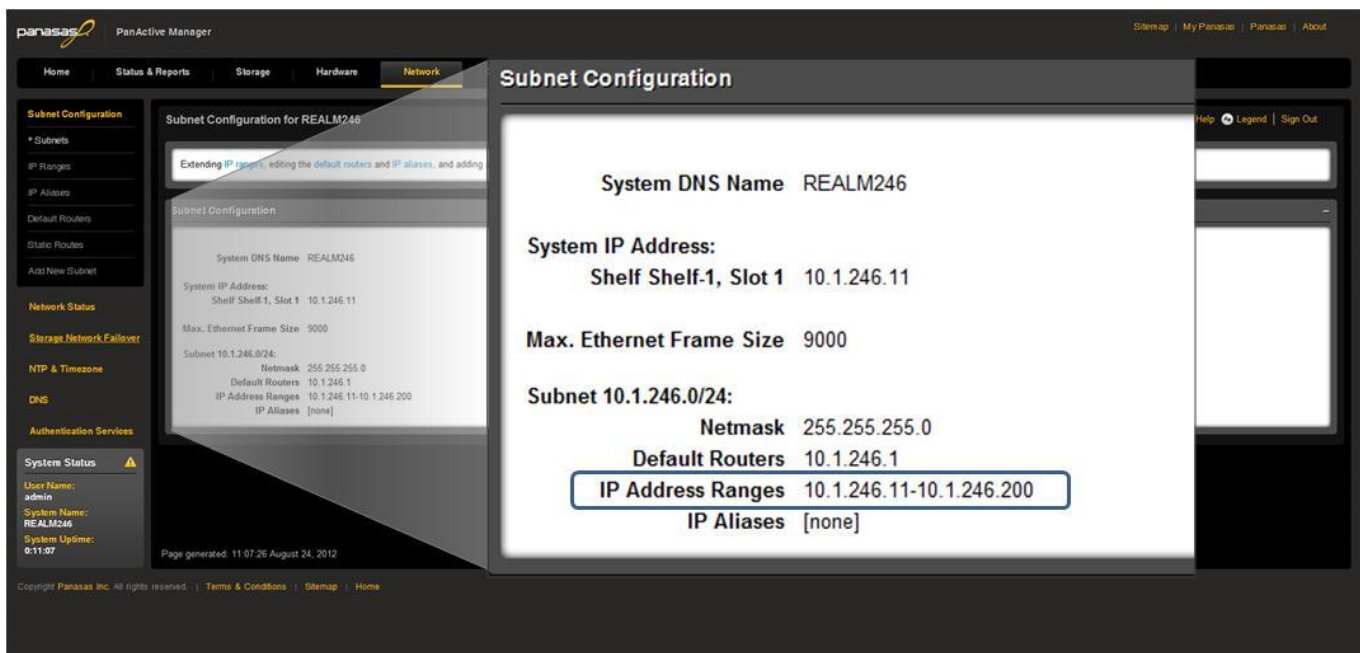 panasas PanActive Manager
Sitemap | My Panasas | Panasas | About
Home Status & Reports Storage Hardware Network
Subnet Configuration
* Subnets
IP Ranges
IP Aliases
Default Routers
Static Routes
Add New Subnet
Network Status
Storage Network Failover
NTP & Timezone
DNS
Authentication Services
System Status
User Name:
admin
System Name:
REALM246
System Uptime:
0:11:07
Subnet Configuration for REALM246
Help Legend | Sign Out
Extending IP ranges, editing the default routers and IP aliases, and adding
Subnet Configuration
System DNS Name REALM246
System IP Address:
Shelf Shelf-1, Slot 1 10.1.246.11
Max. Ethernet Frame Size 9000
Subnet 10.1.246.0/24:
Netmask 255.255.255.0
Default Routers 10.1.246.1
IP Address Ranges 10.1.246.11-10.1.246.200
IP Aliases [none]
Page generated: 11:07:26 August 24, 2012
Subnet Configuration
System DNS Name REALM246
System IP Address:
Shelf Shelf-1, Slot 1 10.1.246.11
Max. Ethernet Frame Size 9000
Subnet 10.1.246.0/24:
Netmask 255.255.255.0
Default Routers 10.1.246.1
IP Address Ranges 10.1.246.11-10.1.246.200
IP Aliases [none]
Copyright Panasas Inc. All rights reserved. | Terms & Conditions | Sitemap | Home